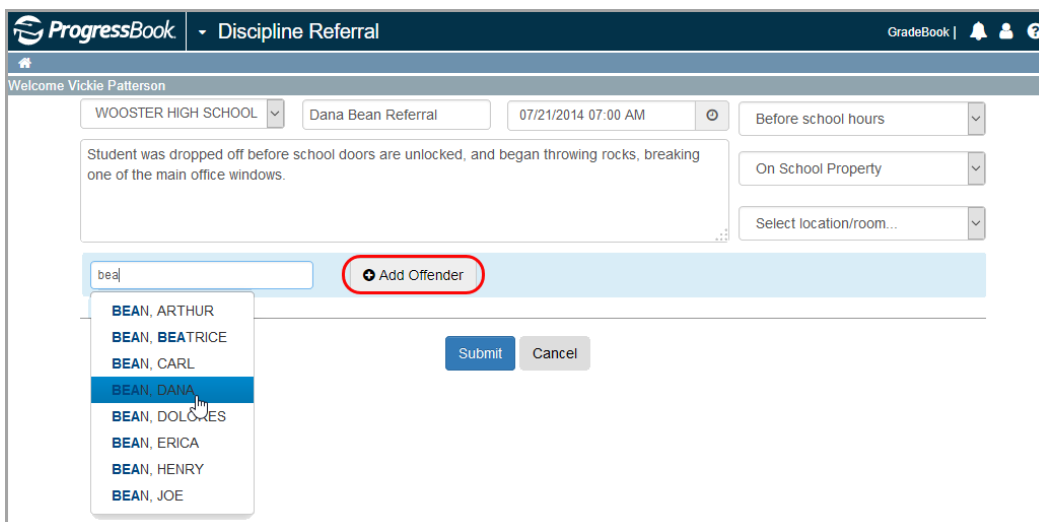 ProgressBook. Discipline Referral GradeBook |
Welcome Vickie Patterson
WOOSTER HIGH SCHOOL Dana Bean Referral 07/21/2014 07:00 AM Before school hours
Student was dropped off before school doors are unlocked, and began throwing rocks, breaking
one of the main office windows.
On School Property
Select location/room...
bea Add Offender
BEAN, ARTHUR
BEAN, BEATRICE
BEAN, CARL
BEAN, DANA
BEAN, DOLORES
BEAN, ERICA
BEAN, HENRY
BEAN, JOE
Submit Cancel